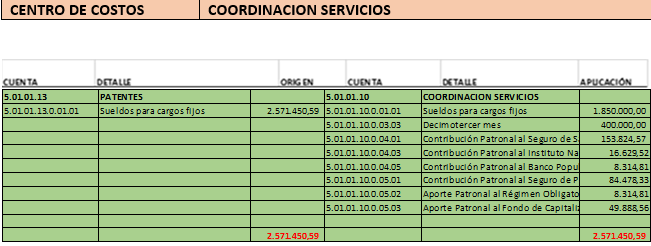 CENTRO DE COSTOS COORDINACION SERVICIOS
CUENTA DETALLE ORIGEN CUENTA DETALLE APLICACIÓN
5.01.01.13 PATENTES 5.01.01.10 COORDINACION SERVICIOS
5.01.01.13.0.01.01 Sueldos para cargos fijos 2.571.450,59 5.01.01.10.0.01.01 Sueldos para cargos fijos 1.850.000,00
5.01.01.10.0.03.03 Decimotercer mes 400.000,00
5.01.01.10.0.04.01 Contribución Patronal al Seguro de S 153.824,57
5.01.01.10.0.04.03 Contribución Patronal al Instituto Na 16.629,52
5.01.01.10.0.04.05 Contribución Patronal al Banco Popu 8.314,81
5.01.01.10.0.05.01 Contribución Patronal al Seguro de P 84.478,33
5.01.01.10.0.05.02 Aporte Patronal al Régimen Obligato 8.314,81
5.01.01.10.0.05.03 Aporte Patronal al Fondo de Capitaliz 49.888,56
2.571.450,59 2.571.450,59